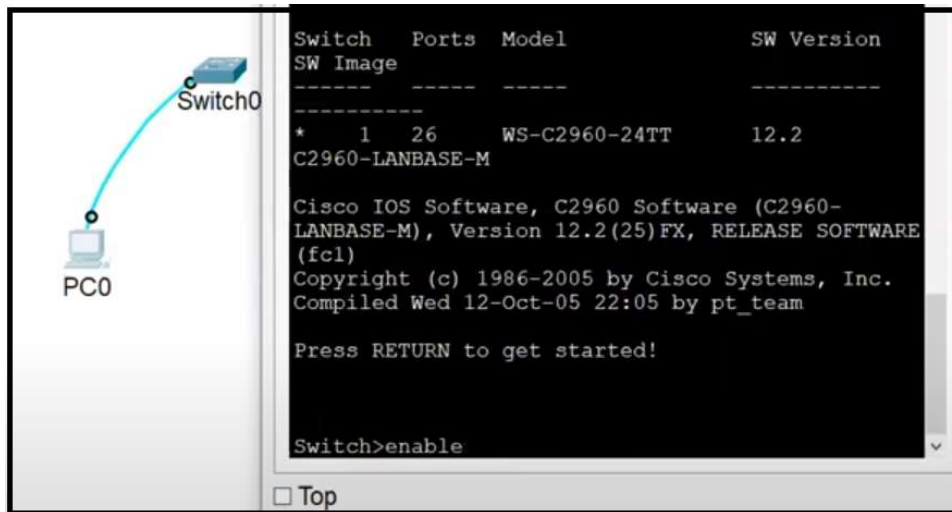 Switch0
PC0
Switch Ports Model SW Version
SW Image
------ ----- ----- ----------
----------
* 1 26 WS-C2960-24TT 12.2
C2960-LANBASE-M
Cisco IOS Software, C2960 Software (C2960-
LANBASE-M), Version 12.2(25)FX, RELEASE SOFTWARE
(fc1)
Copyright (c) 1986-2005 by Cisco Systems, Inc.
Compiled Wed 12-Oct-05 22:05 by pt_team
Press RETURN to get started!
Switch>enable
Top